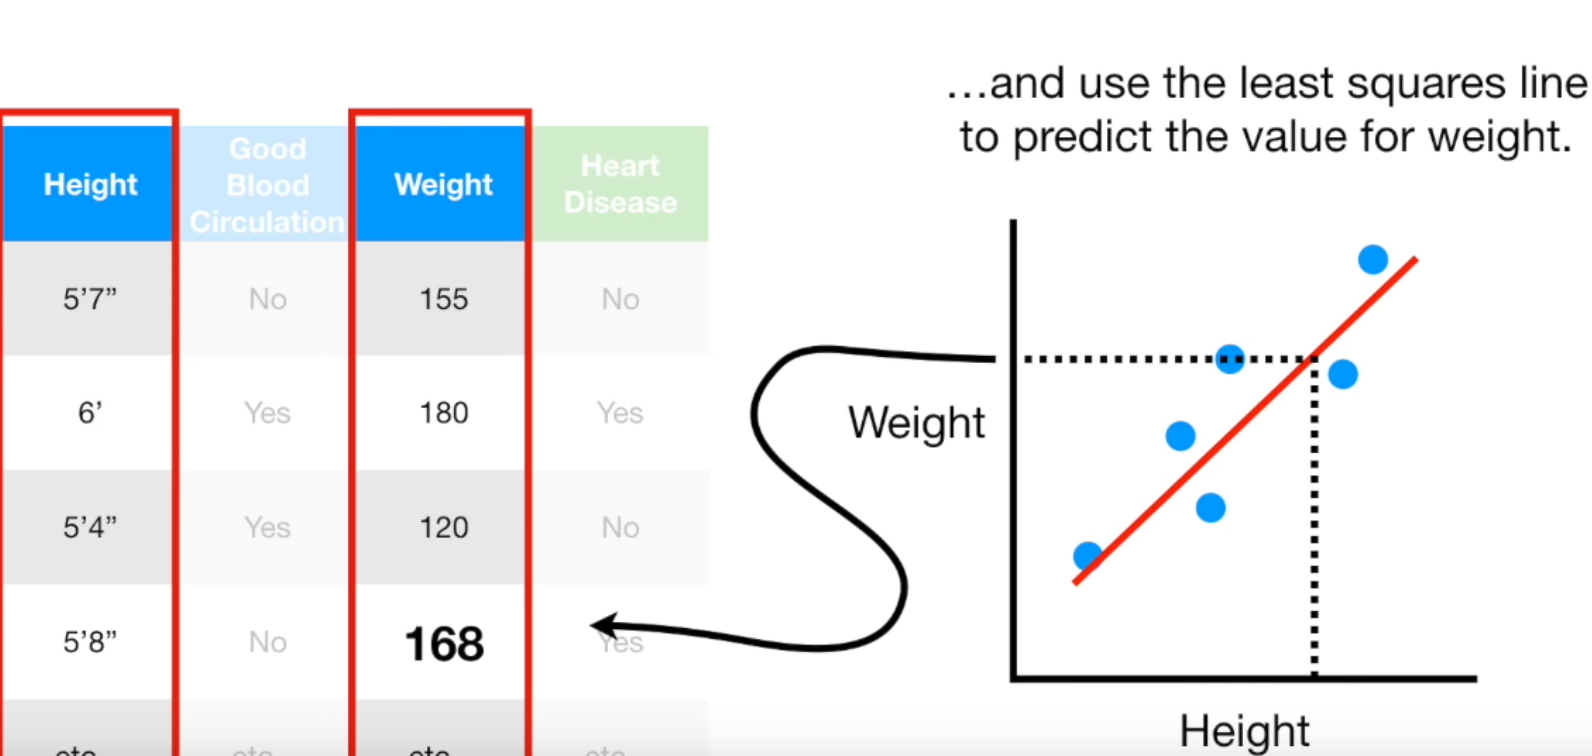 …and use the least squares line
to predict the value for weight.
Height
Good
Blood
Circulation
Weight
Heart
Disease
5’7”
No
155
No
6’
Yes
180
Yes
5’4”
Yes
120
No
5’8”
No
168
Yes
etc
etc
etc
etc
Weight
Height